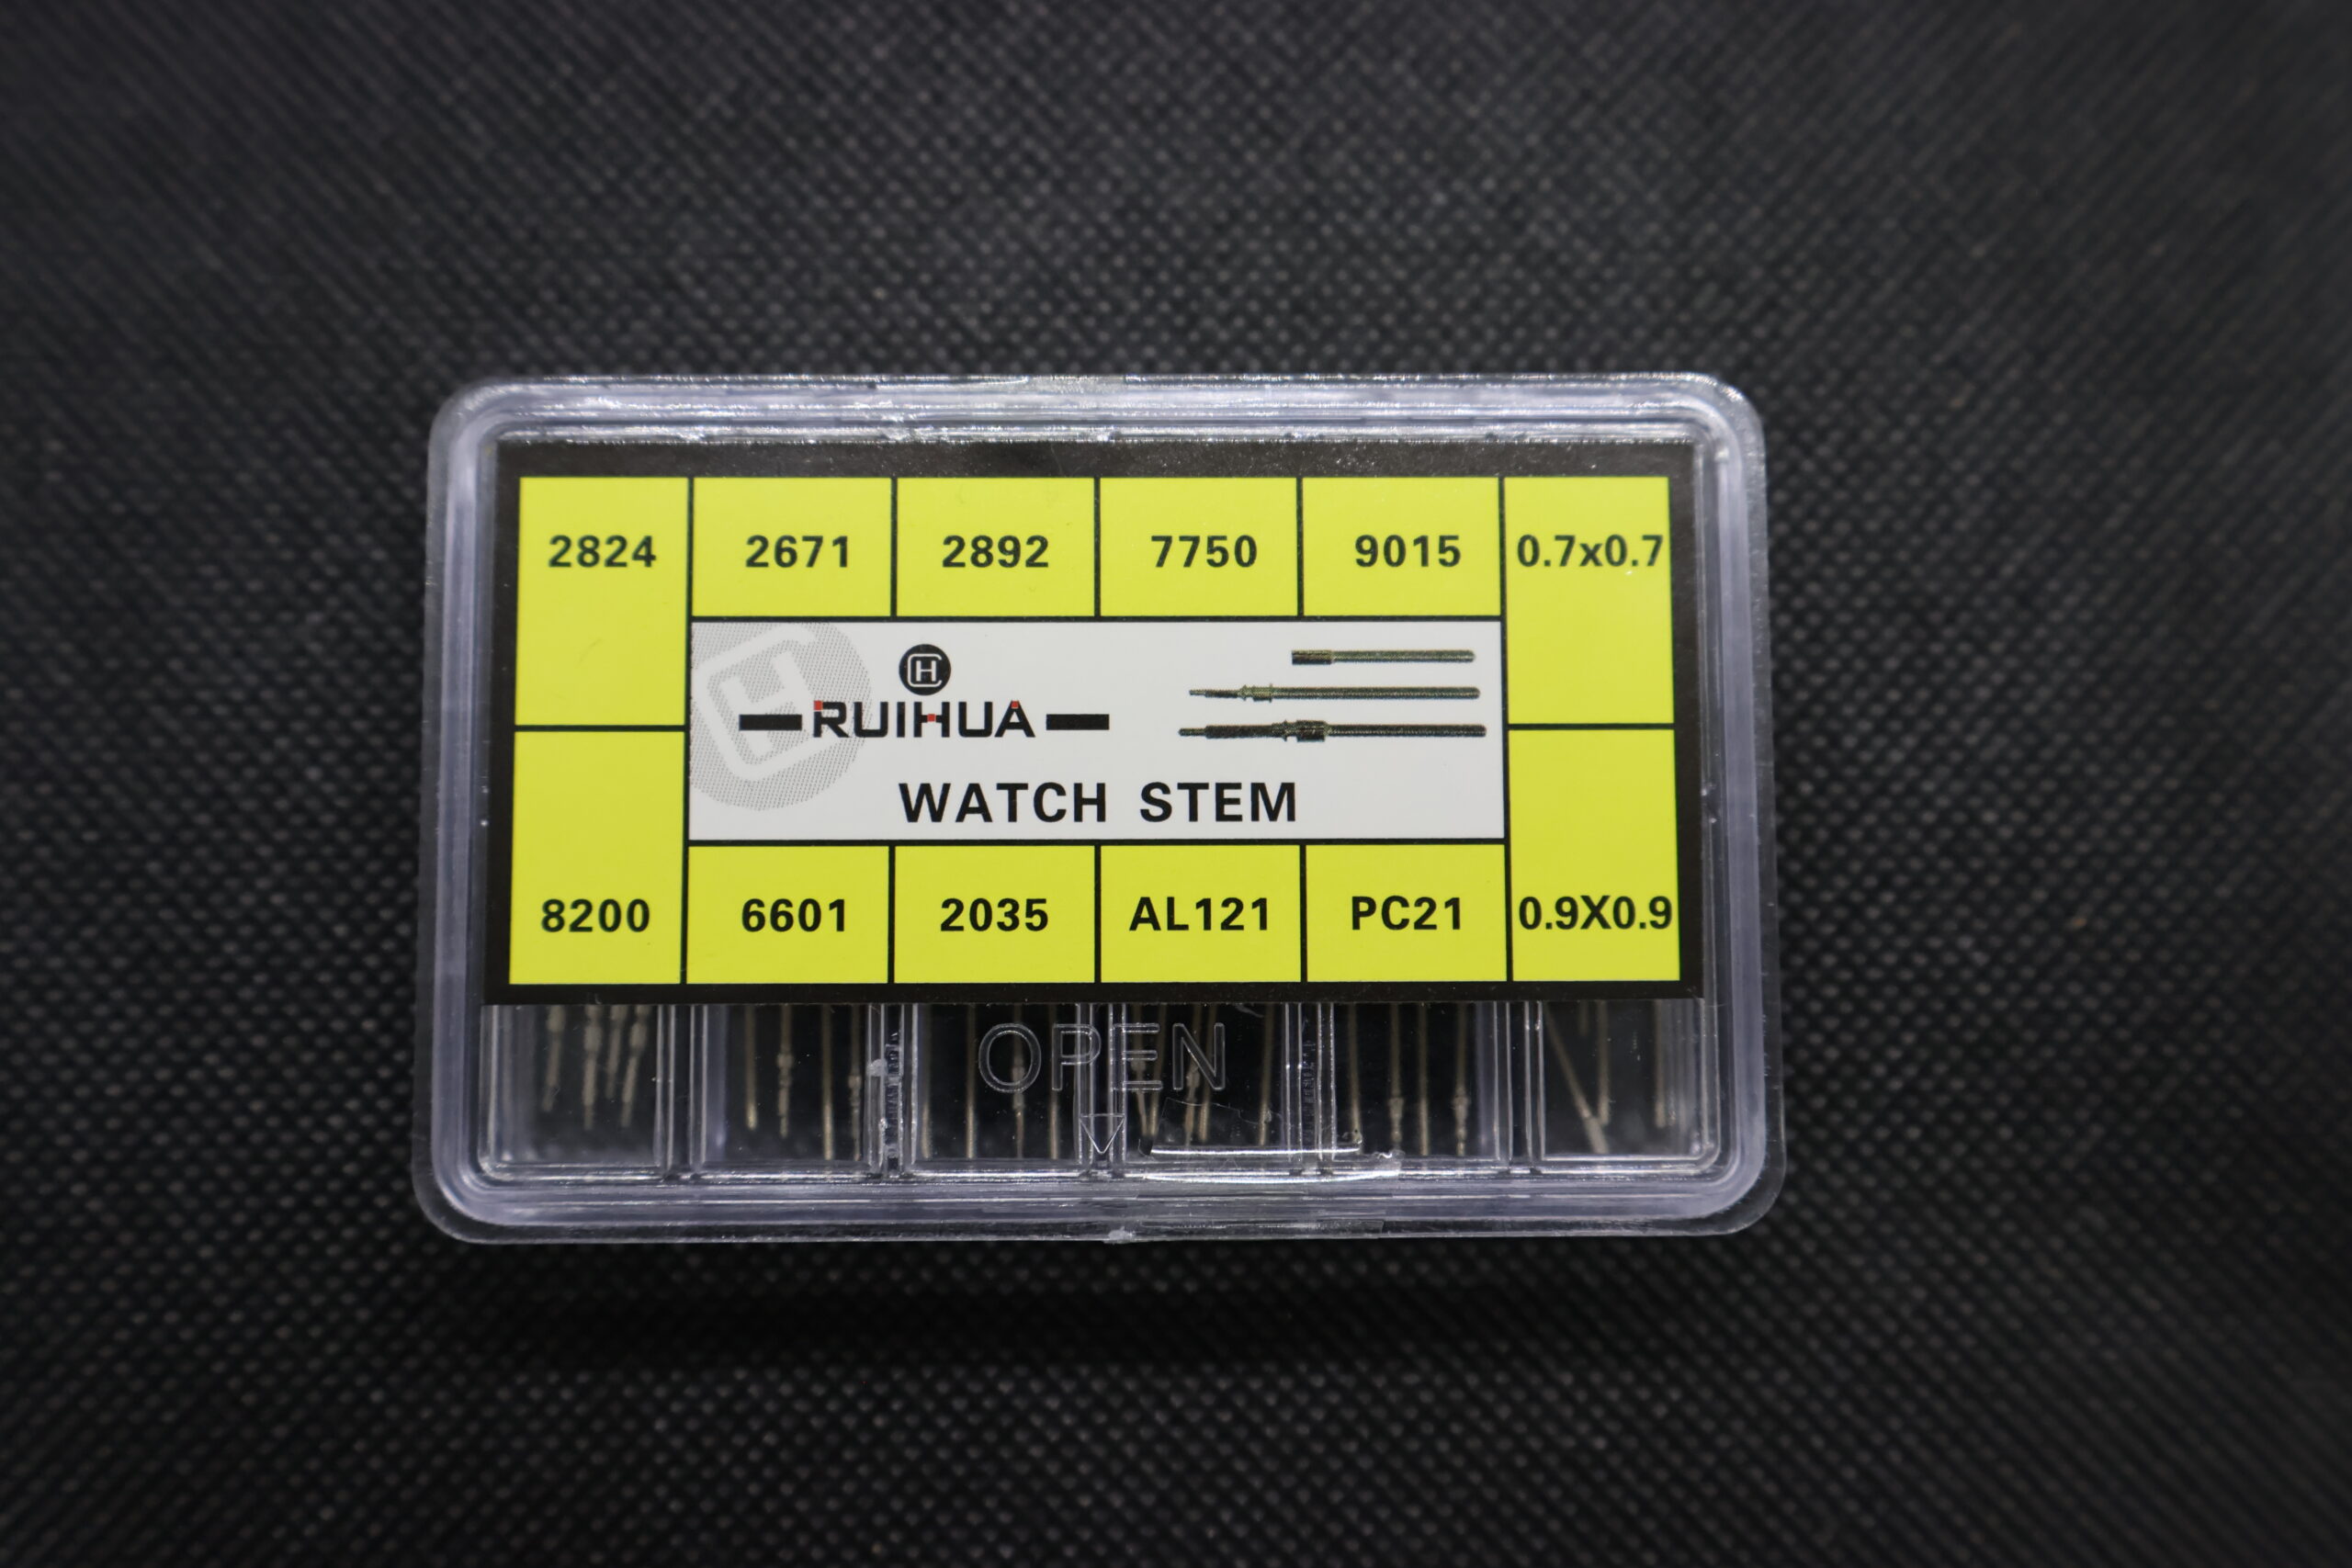 2824 2671 2892 7750 9015 0.7x0.7
RUIHUA
WATCH STEM
8200 6601 2035 AL121 PC21 0.9X0.9
OPEN